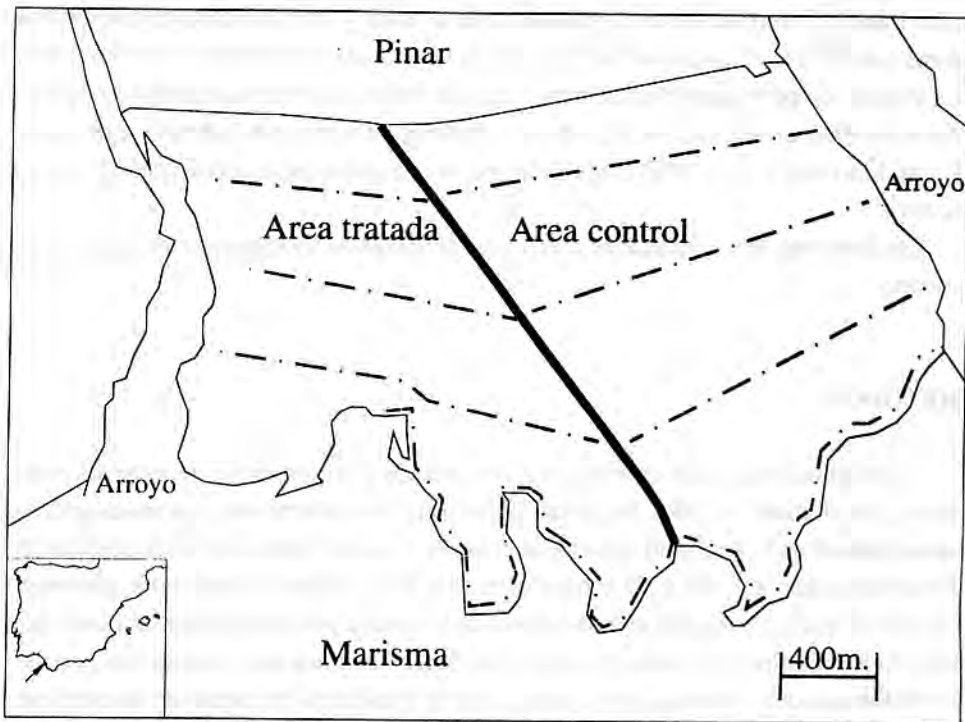 Pinar
Arroyo
Area tratada
Area control
Arroyo
Marisma
400m.